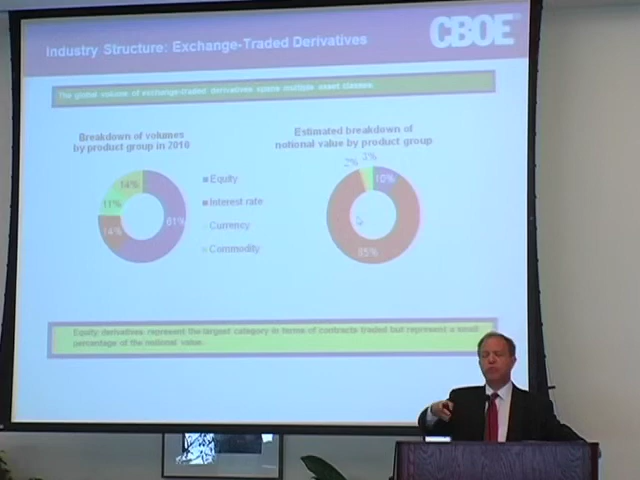 Industry Structure: Exchange-Traded Derivatives
CBOE
The global volume of exchange-traded derivatives spans multiple asset classes
Breakdown of volumes
by product group in 2010
14%
11%
14%
61%
Equity
Interest rate
Currency
Commodity
Estimated breakdown of
notional value by product group
2% 3%
10%
85%
Equity derivatives represent the largest category in terms of contracts traded but represent a small
percentage of the notional value.